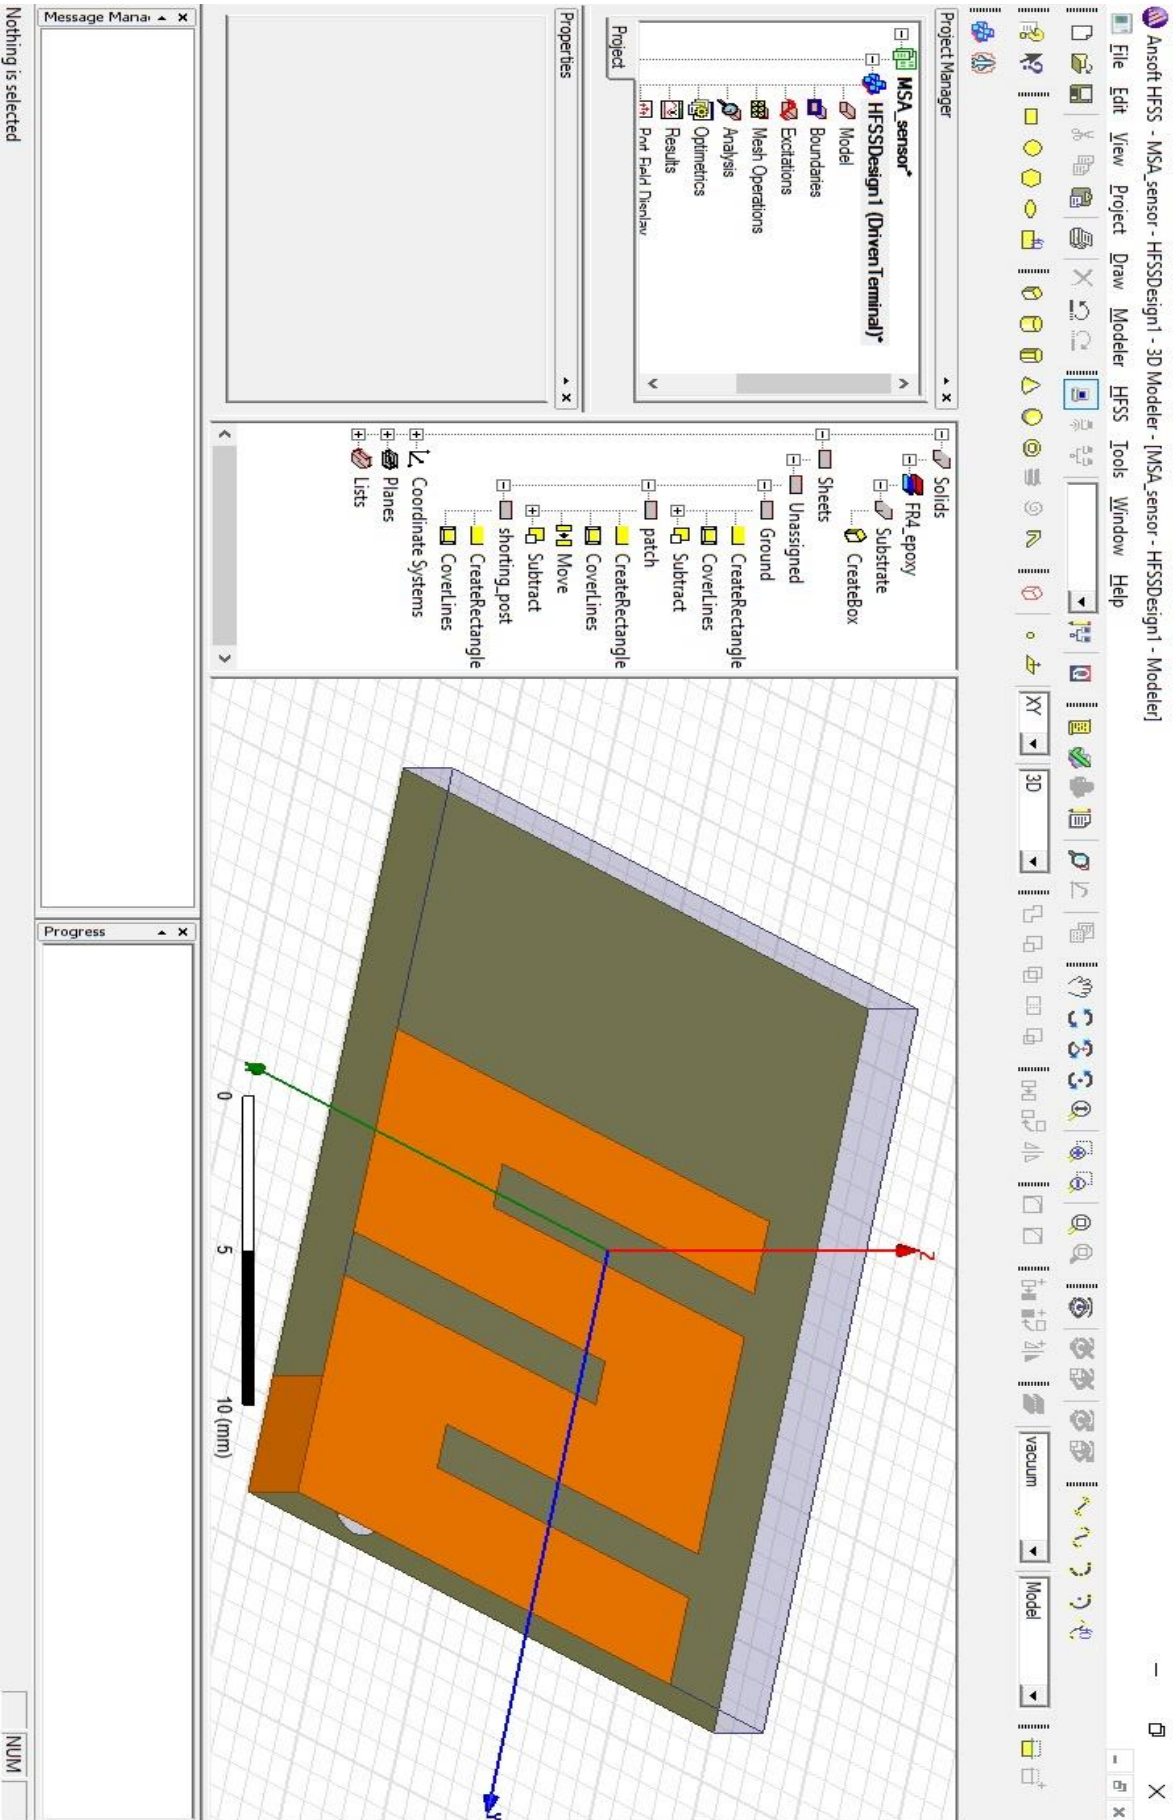 Ansoft HFSS - MSA_sensor - HFSSDesign1 - 3D Modeler - [MSA_sensor - HFSSDesign1 - Modeler]
File Edit View Project Draw Modeler HFSS Tools Window Help
XY
3D
vacuum
Model
Project Manager
MSA_sensor*
HFSSDesign1 (DrivenTerminal)*
Model
Boundaries
Excitations
Mesh Operations
Analysis
Optimetrics
Results
Port Field Display
Project
Properties
Solids
FR4_epoxy
Substrate
CreateBox
Sheets
Unassigned
Ground
CreateRectangle
CoverLines
Subtract
patch
CreateRectangle
CoverLines
Move
Subtract
shorting_post
CreateRectangle
CoverLines
Coordinate Systems
Planes
Lists
Z
0 5 10 (mm)
Message Mana
Progress
Nothing is selected
NUM